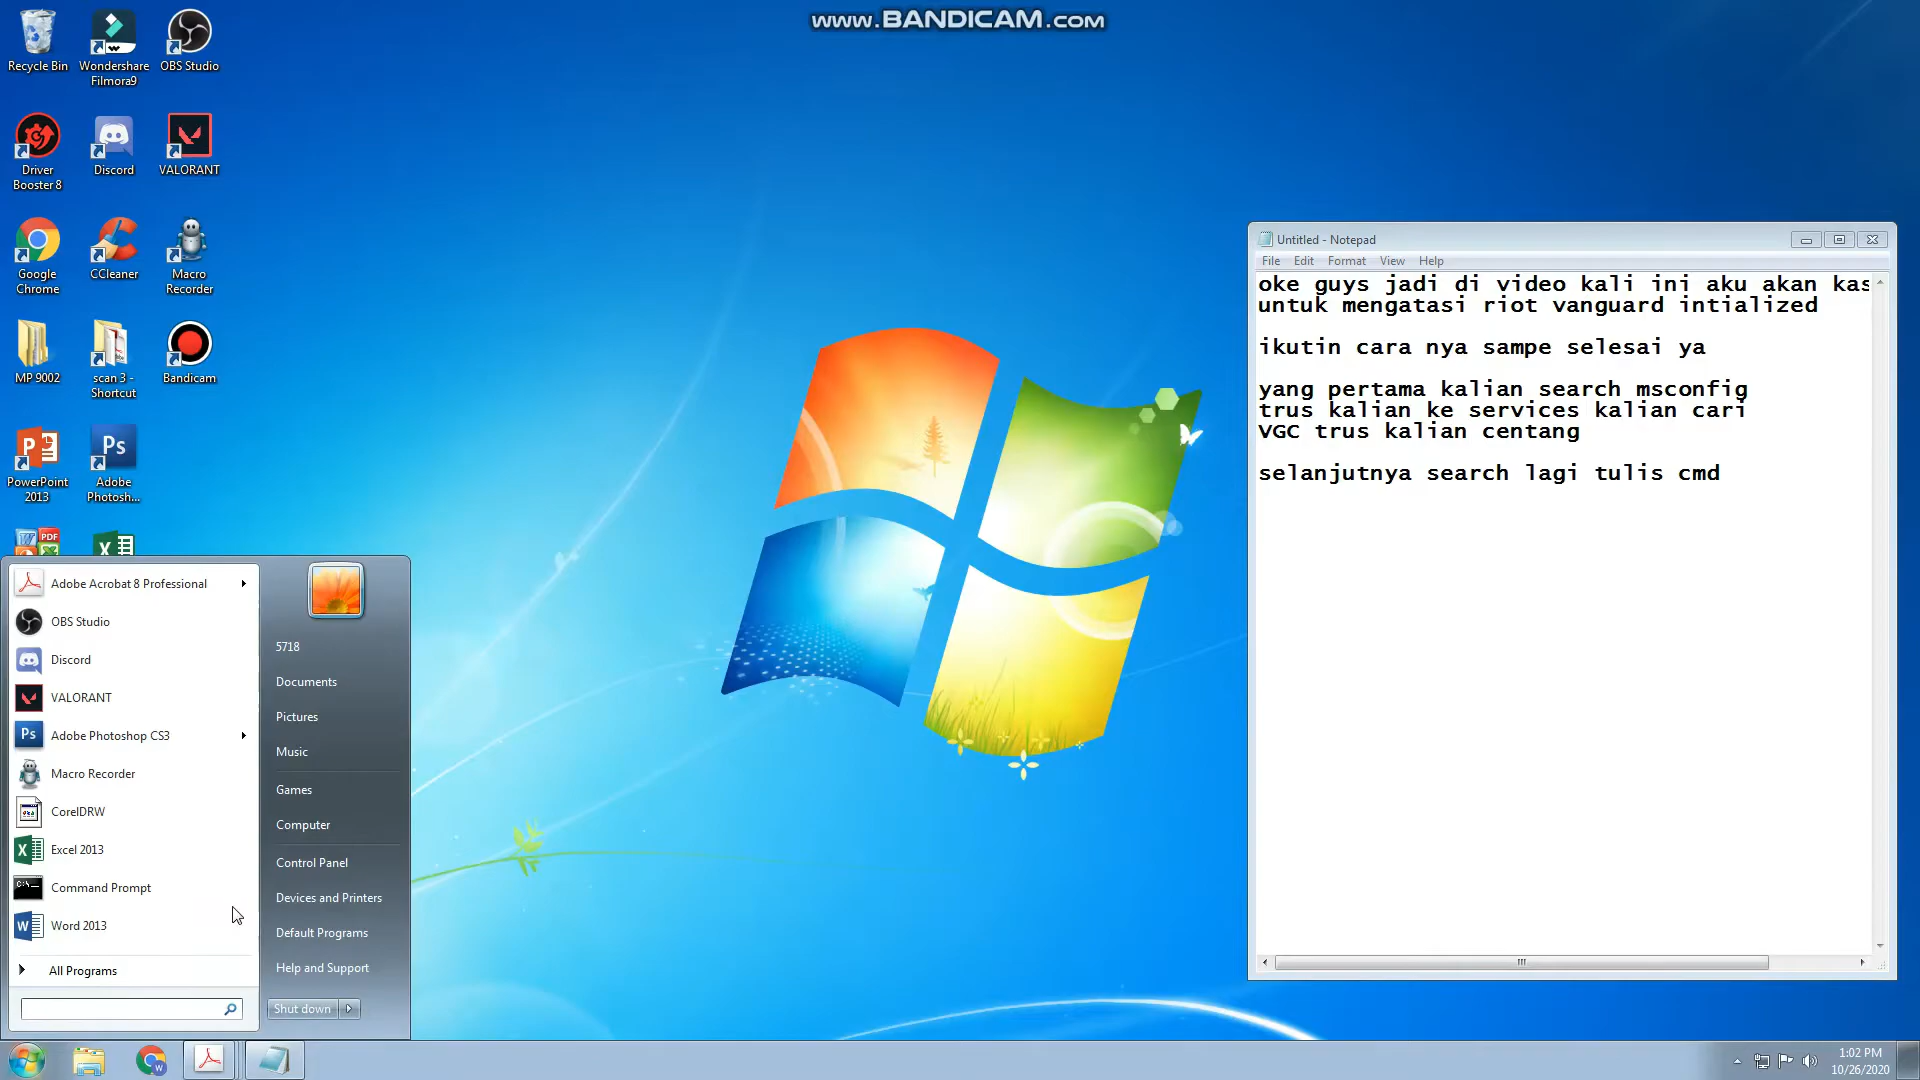 www.BANDICAM.com
Recycle Bin
Wondershare
Filmora9
OBS Studio
Driver
Booster 8
Discord
VALORANT
Google
Chrome
CCleaner
Macro
Recorder
MP 9002
scan 3 -
Shortcut
Bandicam
PowerPoint
2013
Adobe
Photosh...
Untitled - Notepad
File Edit Format View Help
oke guys jadi di video kali ini aku akan kas
untuk mengatasi riot vanguard intialized
ikutin cara nya sampe selesai ya
yang pertama kalian search msconfig
trus kalian ke services kalian cari
VGC trus kalian centang
selanjutnya search lagi tulis cmd
Adobe Acrobat 8 Professional
OBS Studio
Discord
VALORANT
Adobe Photoshop CS3
Macro Recorder
CorelDRW
Excel 2013
Command Prompt
Word 2013
All Programs
5718
Documents
Pictures
Music
Games
Computer
Control Panel
Devices and Printers
Default Programs
Help and Support
Shut down
1:02 PM
10/26/2020